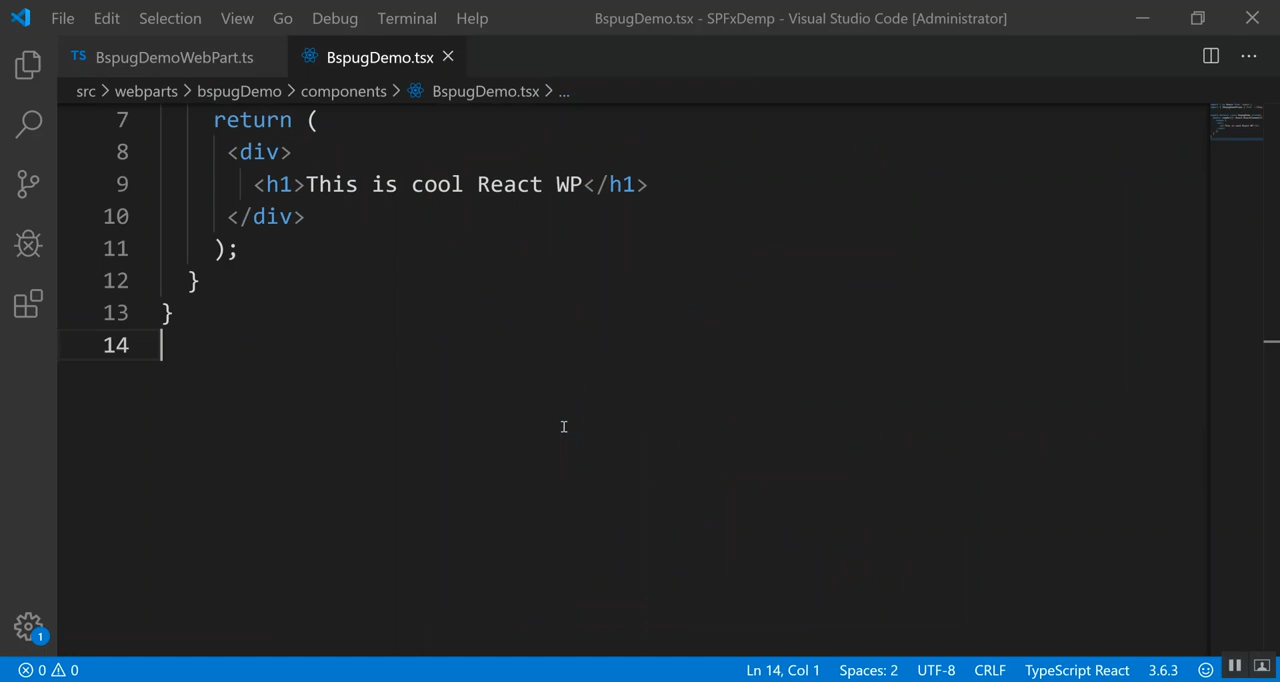 File Edit Selection View Go Debug Terminal Help BspugDemo.tsx - SPFxDemp - Visual Studio Code [Administrator]
TS BspugDemoWebPart.ts BspugDemo.tsx
src > webparts > bspugDemo > components > BspugDemo.tsx > ...
7 return (
8 <div>
9 <h1>This is cool React WP</h1>
10 </div>
11 );
12 }
13 }
14
1
0 0 Ln 14, Col 1 Spaces: 2 UTF-8 CRLF TypeScript React 3.6.3